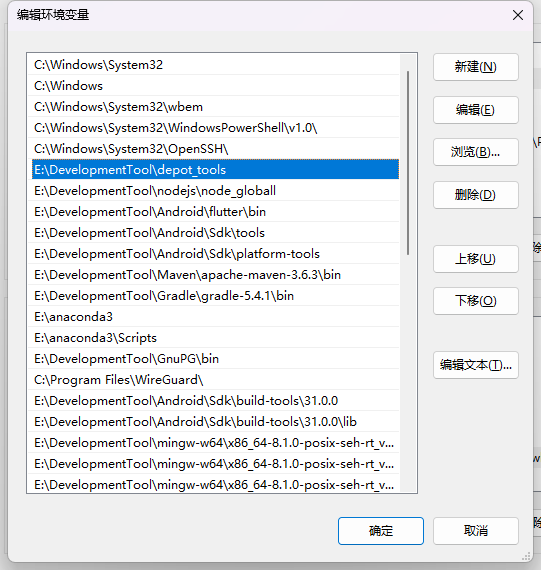 编辑环境变量
C:\Windows\System32
C:\Windows
C:\Windows\System32\wbem
C:\Windows\System32\WindowsPowerShell\v1.0\
C:\Windows\System32\OpenSSH\
E:\DevelopmentTool\depot_tools
E:\DevelopmentTool\nodejs\node_globall
E:\DevelopmentTool\Android\flutter\bin
E:\DevelopmentTool\Android\Sdk\tools
E:\DevelopmentTool\Android\Sdk\platform-tools
E:\DevelopmentTool\Maven\apache-maven-3.6.3\bin
E:\DevelopmentTool\Gradle\gradle-5.4.1\bin
E:\anaconda3
E:\anaconda3\Scripts
E:\DevelopmentTool\GnuPG\bin
C:\Program Files\WireGuard\
E:\DevelopmentTool\Android\Sdk\build-tools\31.0.0
E:\DevelopmentTool\Android\Sdk\build-tools\31.0.0\lib
E:\DevelopmentTool\mingw-w64\x86_64-8.1.0-posix-seh-rt_v...
E:\DevelopmentTool\mingw-w64\x86_64-8.1.0-posix-seh-rt_v...
E:\DevelopmentTool\mingw-w64\x86_64-8.1.0-posix-seh-rt_v...
新建(N)
编辑(E)
浏览(B)...
删除(D)
上移(U)
下移(O)
编辑文本(T)...
确定
取消